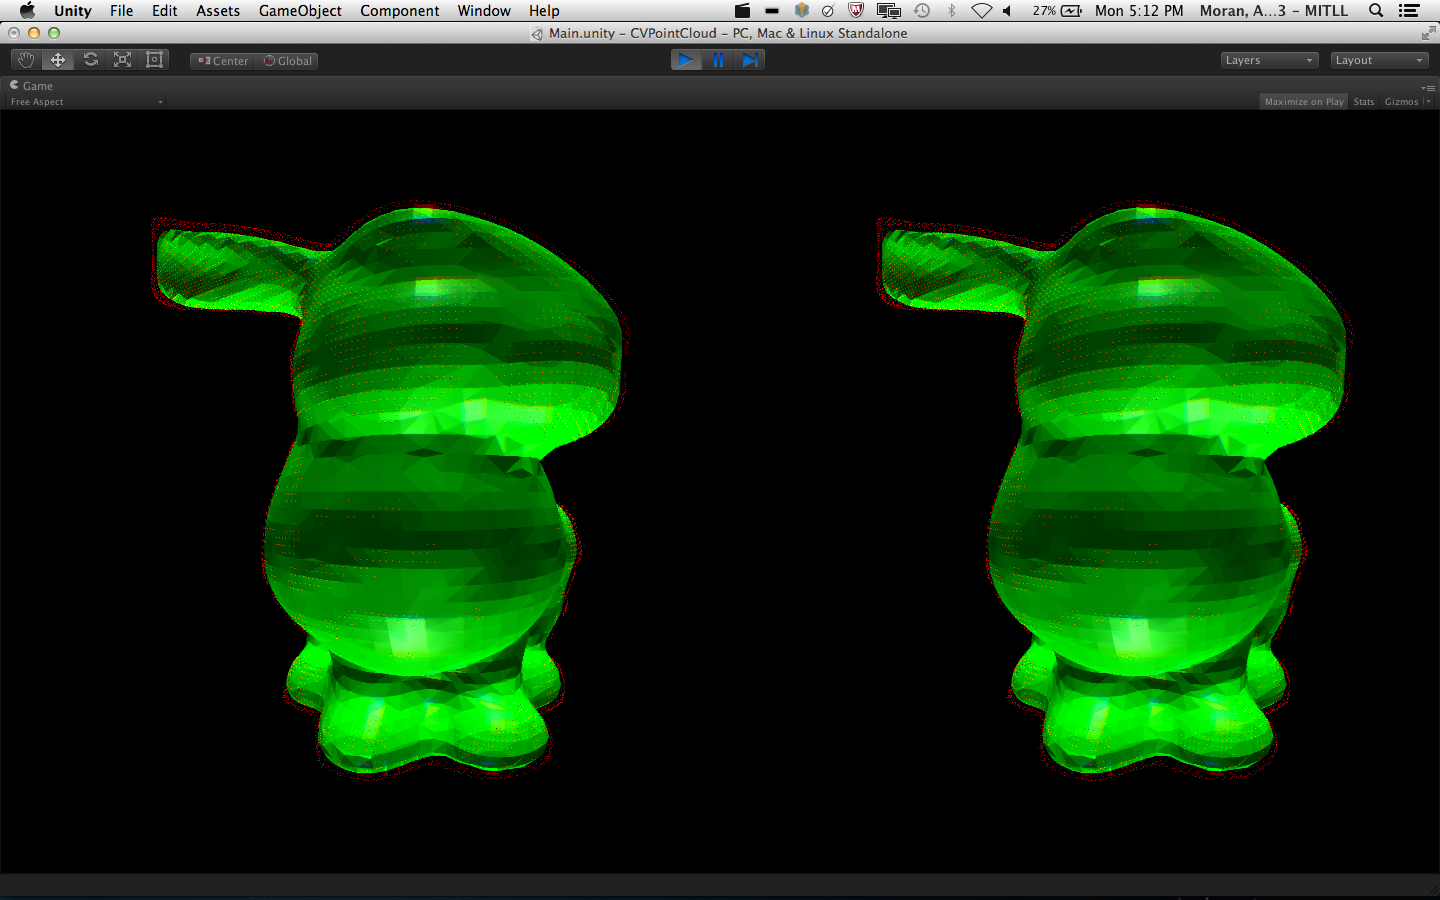 Unity File Edit Assets GameObject Component Window Help 27% Mon 5:12 PM Moran, A...3 – MITLL
Main.unity – CVPointCloud – PC, Mac & Linux Standalone
Center Global Layers Layout
Game
Free Aspect Maximize on Play Stats Gizmos